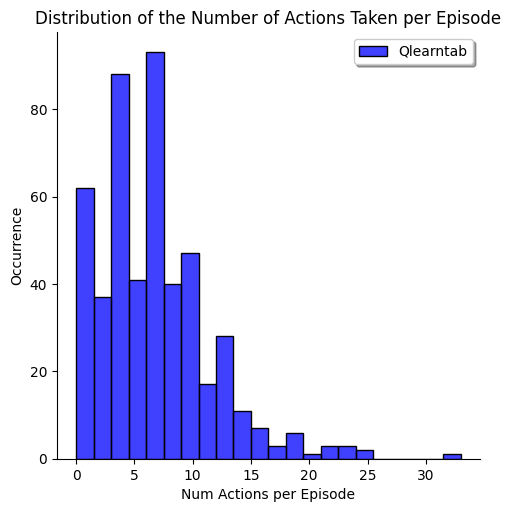 Distribution of the Number of Actions Taken per Episode
Qlearntab
80
60
40
20
0
Occurrence
0 5 10 15 20 25 30
Num Actions per Episode